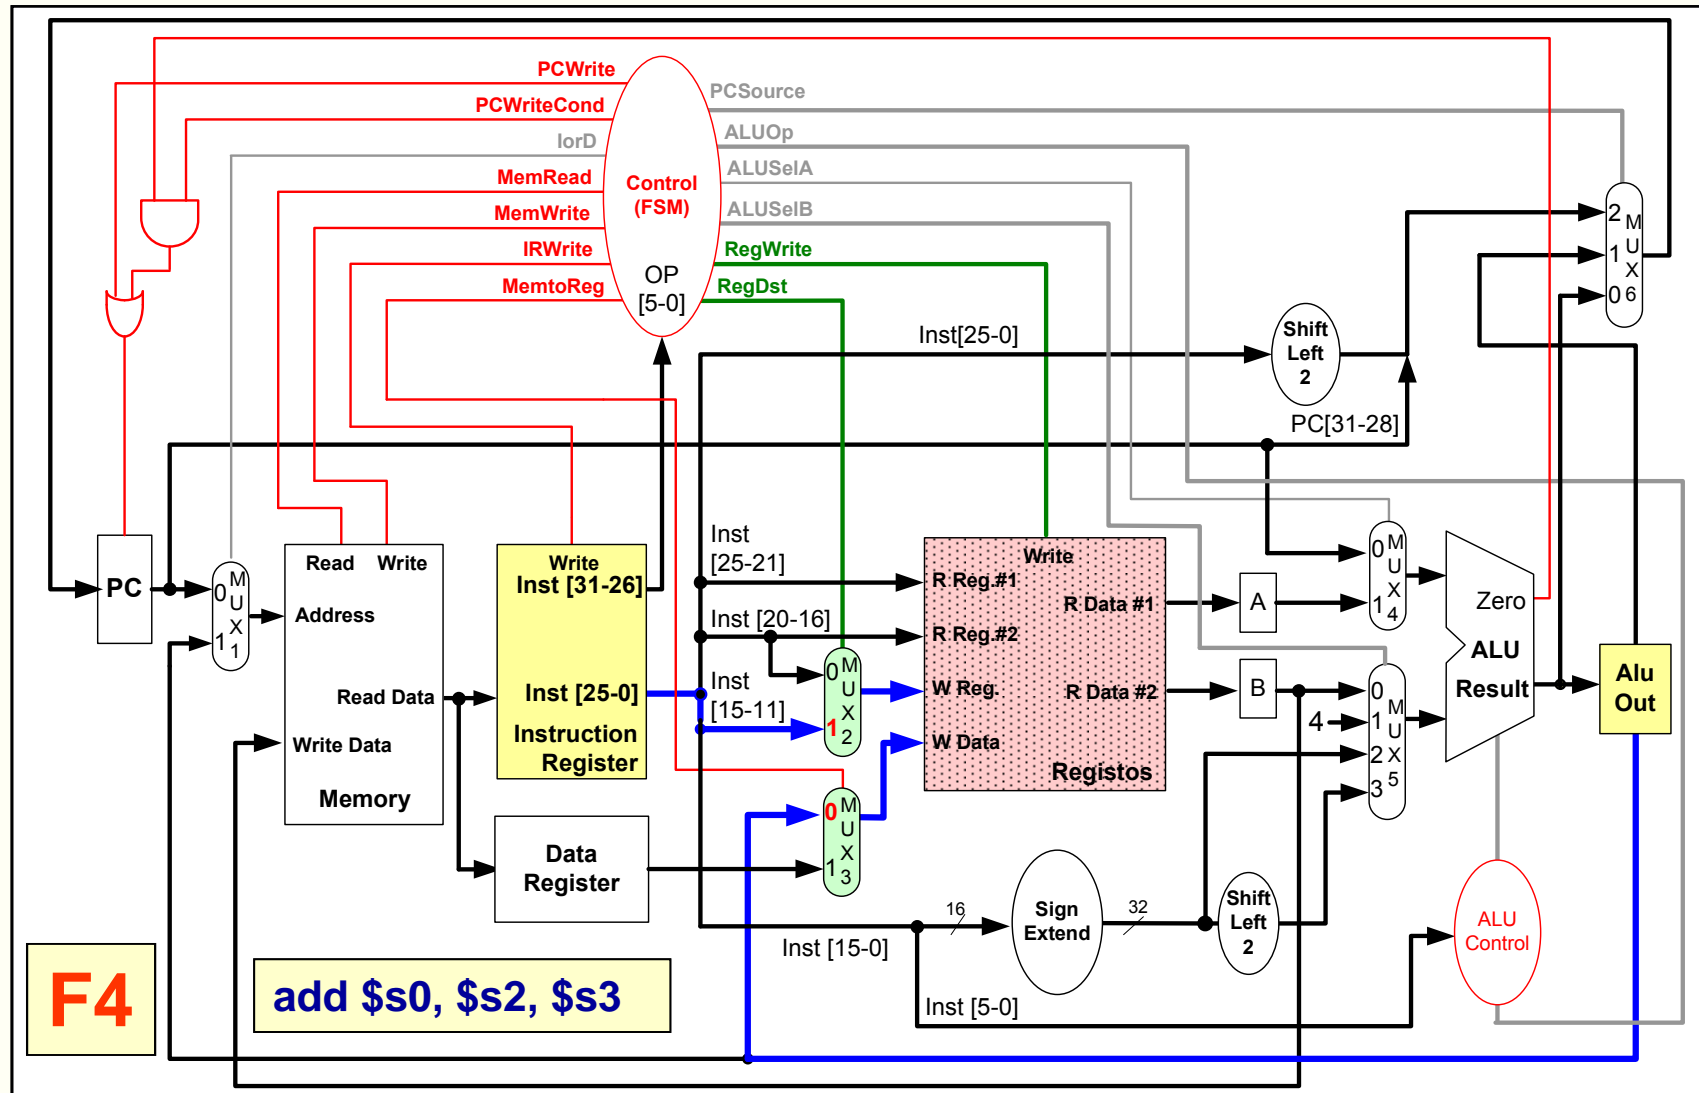 PCWrite
PCWriteCond
IorD
MemRead
MemWrite
IRWrite
MemtoReg
Control
(FSM)
OP
[5-0]
PCSource
ALUOp
ALUSelA
ALUSelB
RegWrite
RegDst
2
1
0
M
U
X
6
Inst[25-0]
Shift
Left
2
PC[31-28]
PC
0
1
M
U
X
1
Read Write
Address
Read Data
Write Data
Memory
Write
Inst [31-26]
Inst [25-0]
Instruction
Register
Data
Register
Inst
[25-21]
Inst [20-16]
Inst
[15-11]
0
1
M
U
X
2
0
1
M
U
X
3
Write
R Reg.#1
R Data #1
R Reg.#2
W Reg.
R Data #2
W Data
Registos
A
B
0
1
M
U
X
4
4
0
1
2
3
M
U
X
5
Zero
ALU
Result
Alu
Out
Inst [15-0]
16
Sign
Extend
32
Shift
Left
2
ALU
Control
Inst [5-0]
F4
add $s0, $s2, $s3